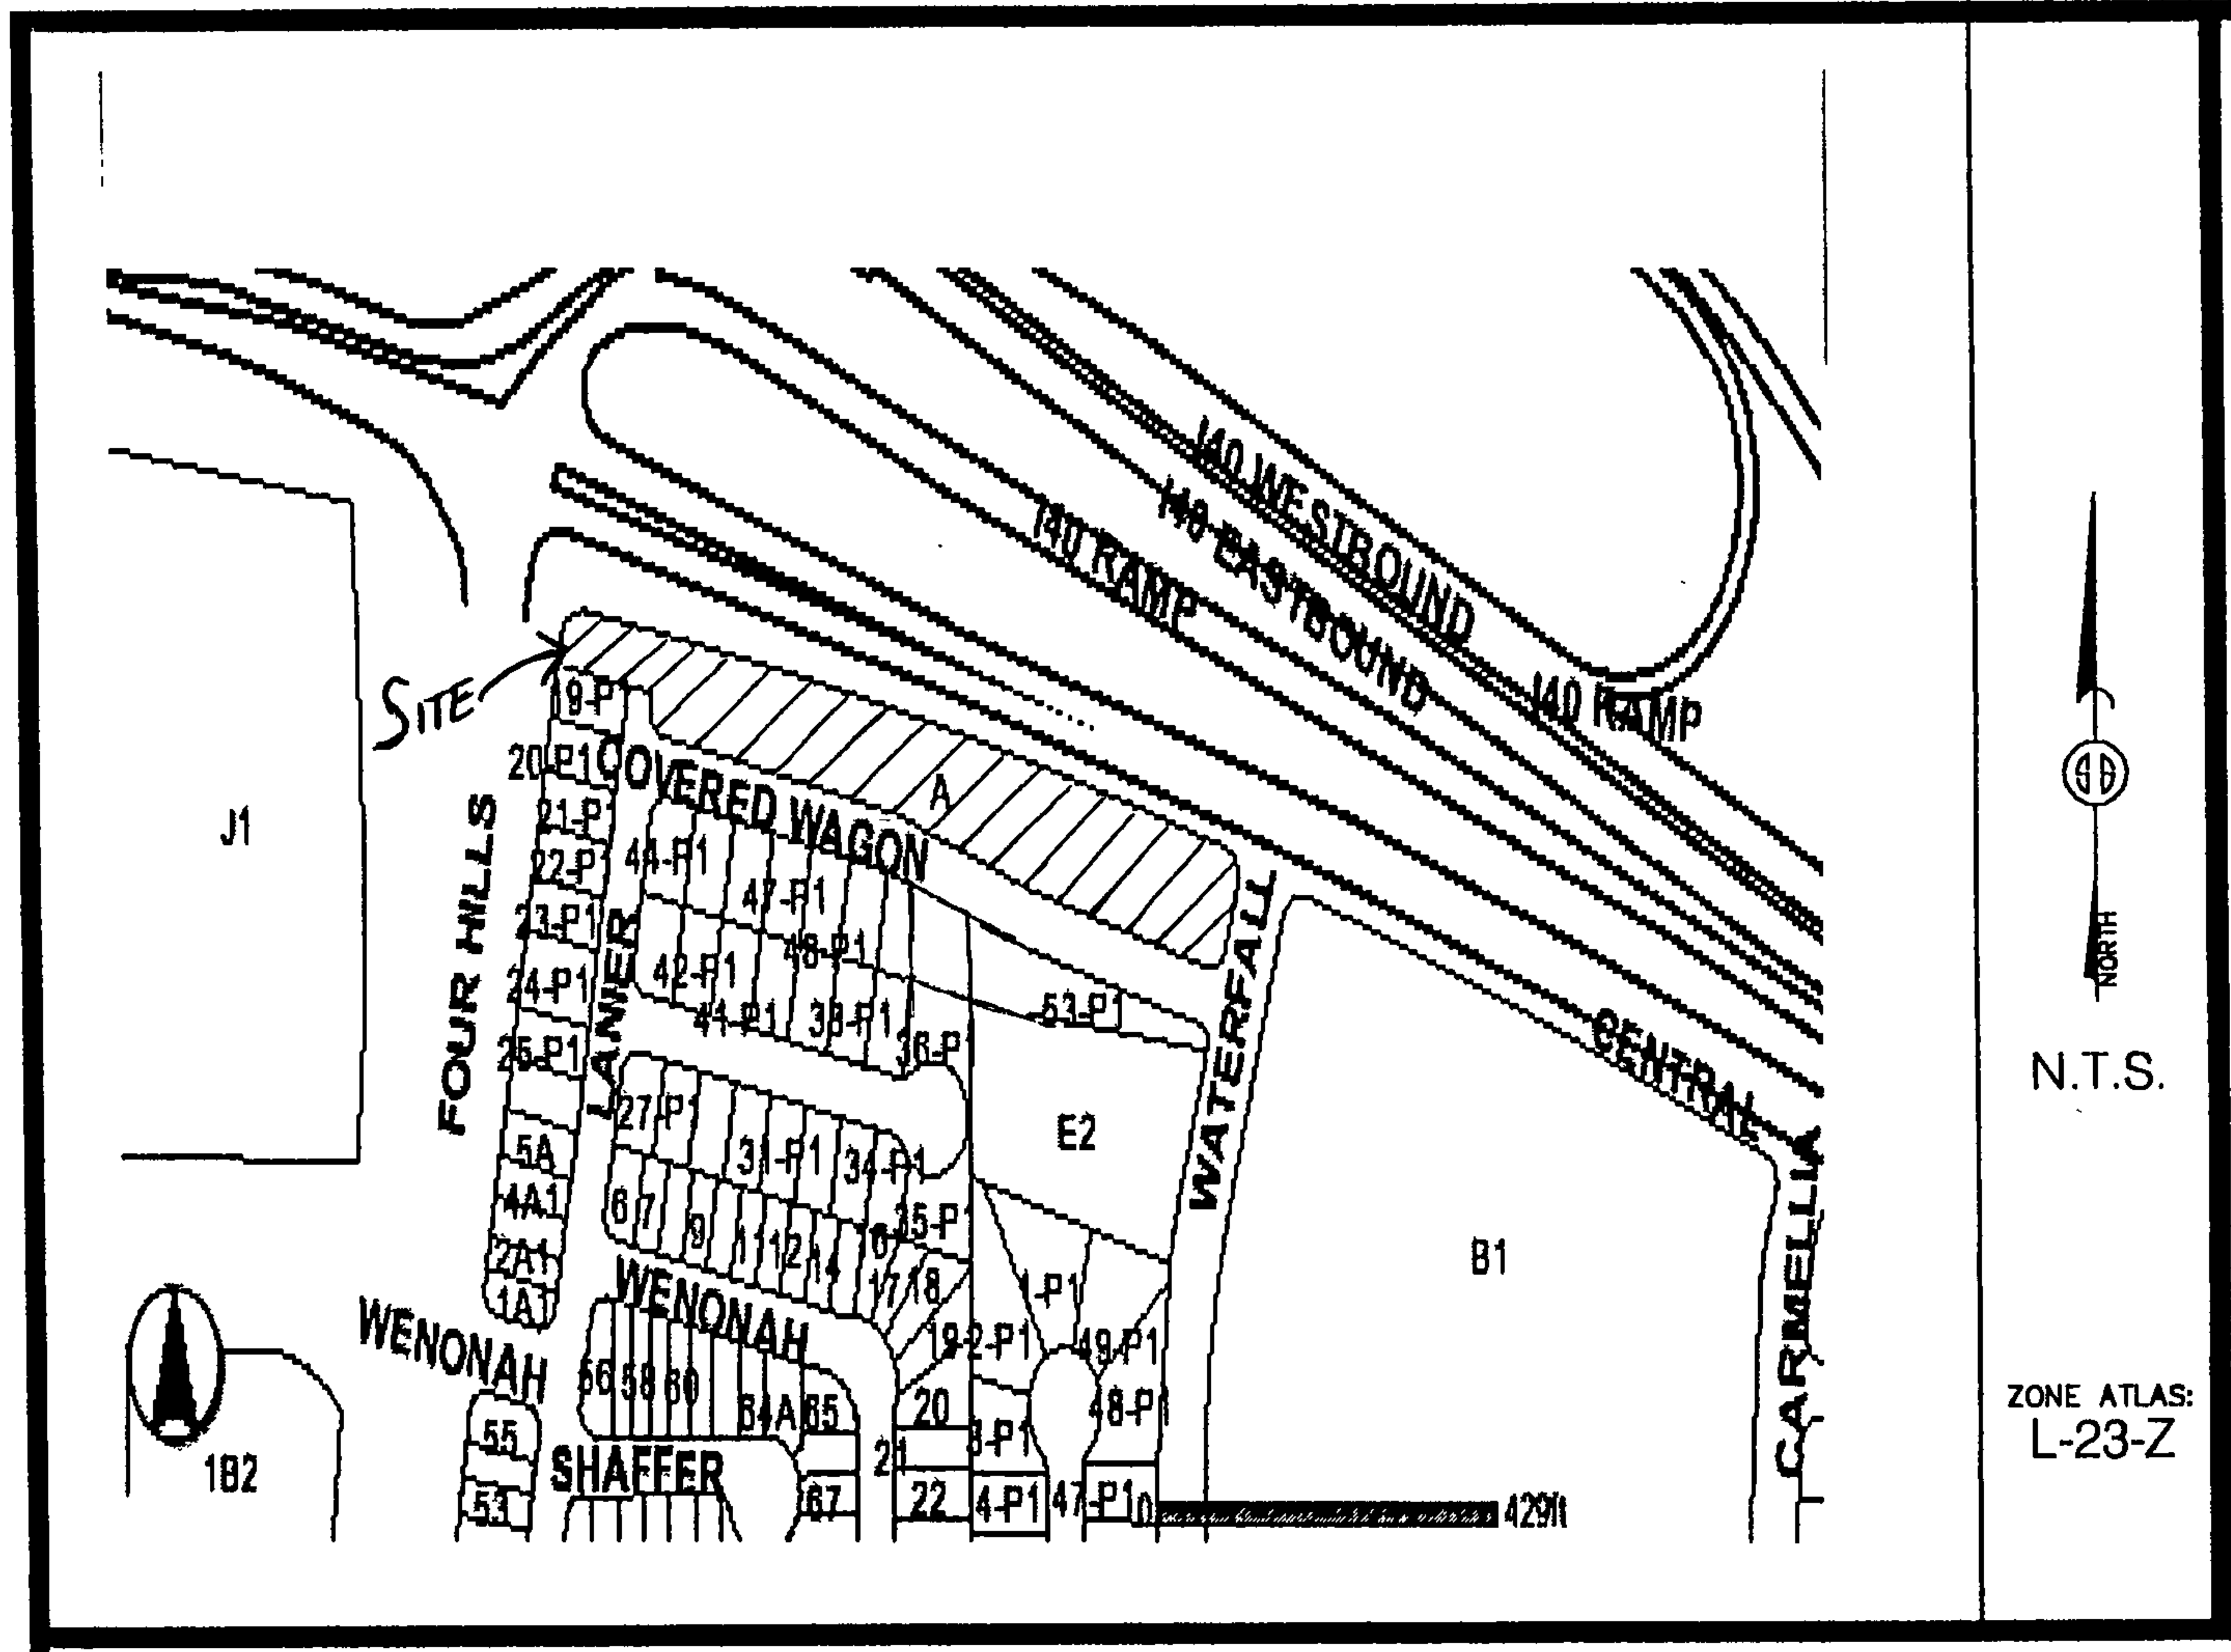 I40 WESTBOUND
I40 EASTBOUND
I40 RAMP
I40 RAMP
SITE
19-P1
20-P1
COVERED WAGON
A
J1
21-P1
22-P1
44-P1
47-P1
FOUR HILLS
23-P1
LANIER
42-P1
48-P1
WATERFALL
24-P1
41-P1
38-P1
53-P1
36-P1
CENTRAL
25-P1
27-P1
E2
5A
31-P1
34-P1
4A1
6
7
9
11
12
14
16
35-P1
2A1
17
18
B1
CARMELLIA
1A1
WENONAH
1-P1
WENONAH
19
2-P1
49-P1
56
58
60
64A
65
20
48-P1
55
3-P1
21
1B2
SHAFFER
53
67
22
4-P1
47-P1
0
429ft
NORTH
N.T.S.
ZONE ATLAS:
L-23-Z